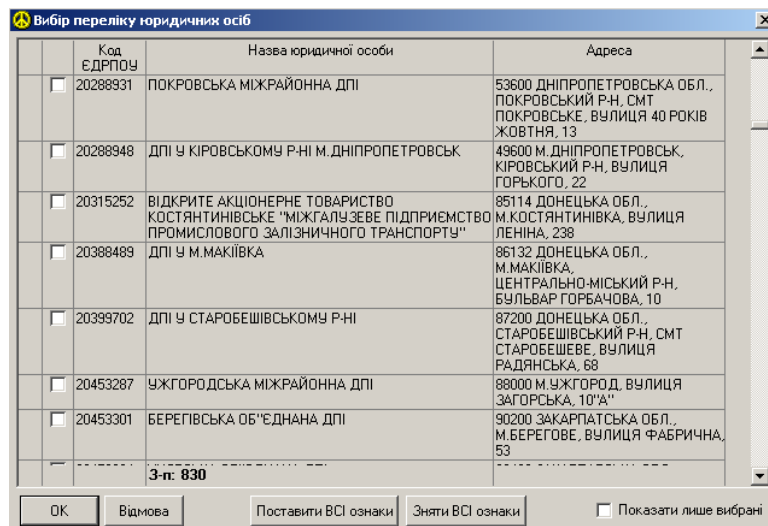 Вибір переліку юридичних осіб
Код ЄДРПОУ Назва юридичної особи Адреса
20288931 ПОКРОВСЬКА МІЖРАЙОННА ДПІ 53600 ДНІПРОПЕТРОВСЬКА ОБЛ.,
ПОКРОВСЬКИЙ Р-Н, СМТ
ПОКРОВСЬКЕ, ВУЛИЦЯ 40 РОКІВ
ЖОВТНЯ, 13
20288948 ДПІ У КІРОВСЬКОМУ Р-НІ М.ДНІПРОПЕТРОВСЬК 49600 М.ДНІПРОПЕТРОВСЬК,
КІРОВСЬКИЙ Р-Н, ВУЛИЦЯ
ГОРЬКОГО, 22
20315252 ВІДКРИТЕ АКЦІОНЕРНЕ ТОВАРИСТВО 85114 ДОНЕЦЬКА ОБЛ.,
КОСТЯНТИНІВСЬКЕ "МІЖГАЛУЗЕВЕ ПІДПРИЄМСТВО М.КОСТЯНТИНІВКА, ВУЛИЦЯ
ПРОМИСЛОВОГО ЗАЛІЗНИЧНОГО ТРАНСПОРТУ" ЛЕНІНА, 238
20388489 ДПІ У М.МАКІЇВКА 86132 ДОНЕЦЬКА ОБЛ.,
М.МАКІЇВКА,
ЦЕНТРАЛЬНО-МІСЬКИЙ Р-Н,
БУЛЬВАР ГОРБАЧОВА, 10
20399702 ДПІ У СТАРОБЕШІВСЬКОМУ Р-НІ 87200 ДОНЕЦЬКА ОБЛ.,
СТАРОБЕШІВСЬКИЙ Р-Н, СМТ
СТАРОБЕШЕВЕ, ВУЛИЦЯ
РАДЯНСЬКА, 68
20453287 УЖГОРОДСЬКА МІЖРАЙОННА ДПІ 88000 М.УЖГОРОД, ВУЛИЦЯ
ЗАГОРСЬКА, 10"А"
20453301 БЕРЕГІВСЬКА ОБ"ЄДНАНА ДПІ 90200 ЗАКАРПАТСЬКА ОБЛ.,
М.БЕРЕГОВЕ, ВУЛИЦЯ ФАБРИЧНА,
53
З-п: 830
OK Відмова Поставити ВСІ ознаки Зняти ВСІ ознаки Показати лише вибрані